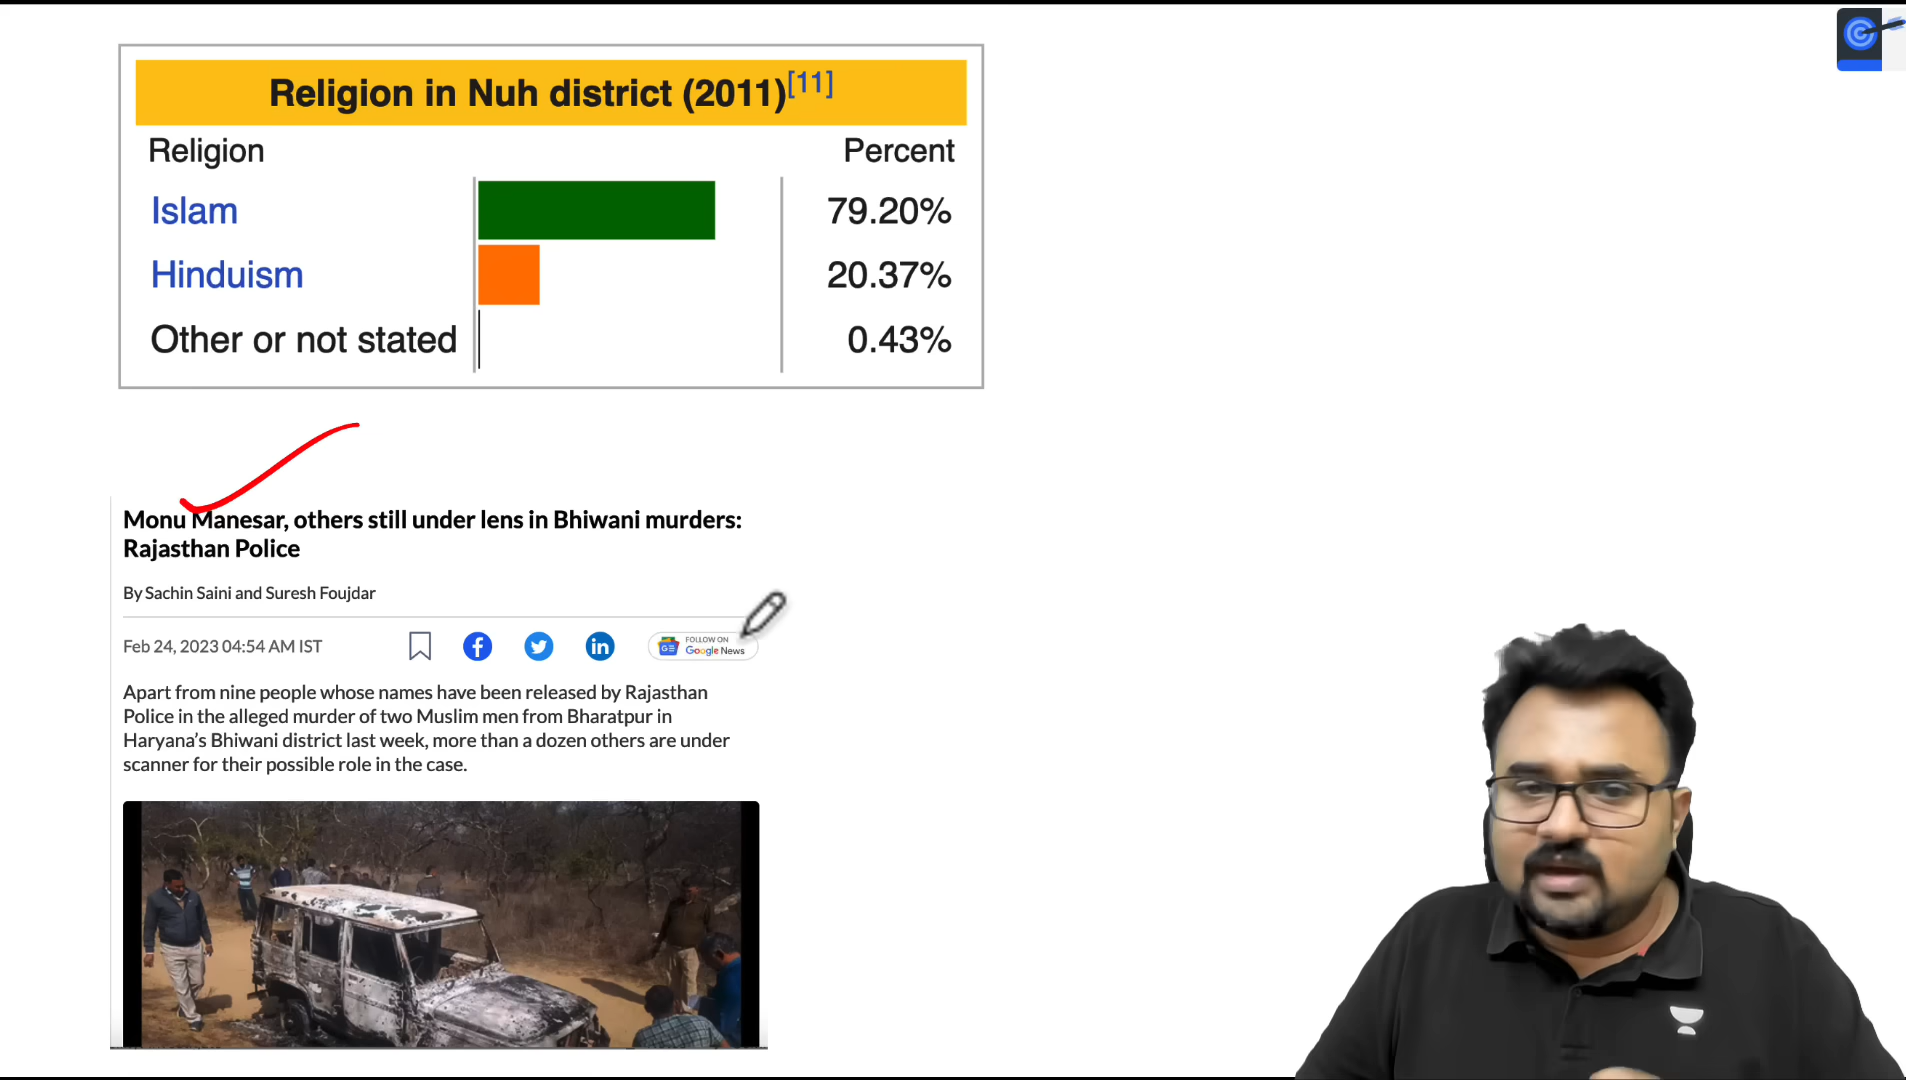 Religion in Nuh district (2011)[11]
Religion Percent
Islam 79.20%
Hinduism 20.37%
Other or not stated 0.43%
Monu Manesar, others still under lens in Bhiwani murders:
Rajasthan Police
By Sachin Saini and Suresh Foujdar
Feb 24, 2023 04:54 AM IST
FOLLOW ON
Google News
Apart from nine people whose names have been released by Rajasthan
Police in the alleged murder of two Muslim men from Bharatpur in
Haryana's Bhiwani district last week, more than a dozen others are under
scanner for their possible role in the case.